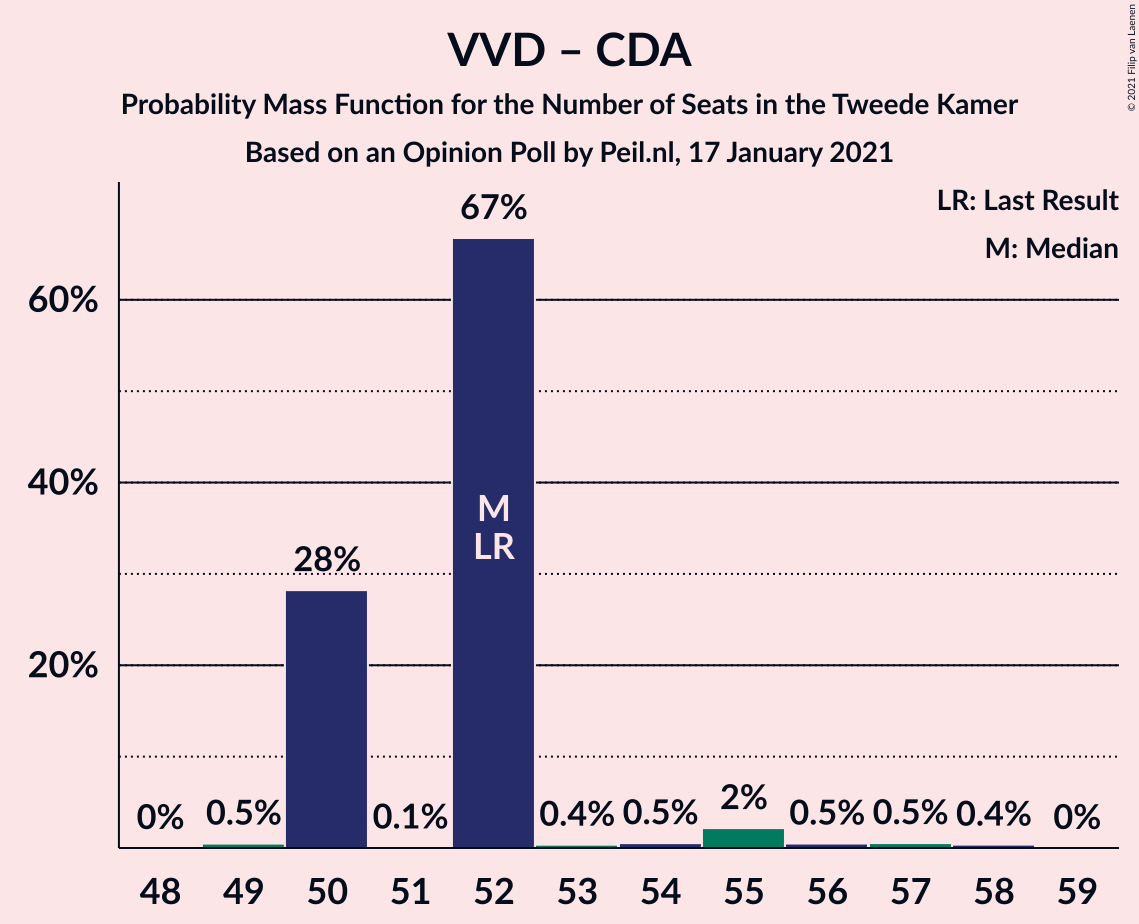 VVD – CDA
Probability Mass Function for the Number of Seats in the Tweede Kamer
Based on an Opinion Poll by Peil.nl, 17 January 2021
© 2021 Filip van Laenen
LR: Last Result
M: Median
60%
40%
20%
0%
0.5%
28%
0.1%
67%
M
LR
0.4%
0.5%
2%
0.5%
0.5%
0.4%
0%
48 49 50 51 52 53 54 55 56 57 58 59